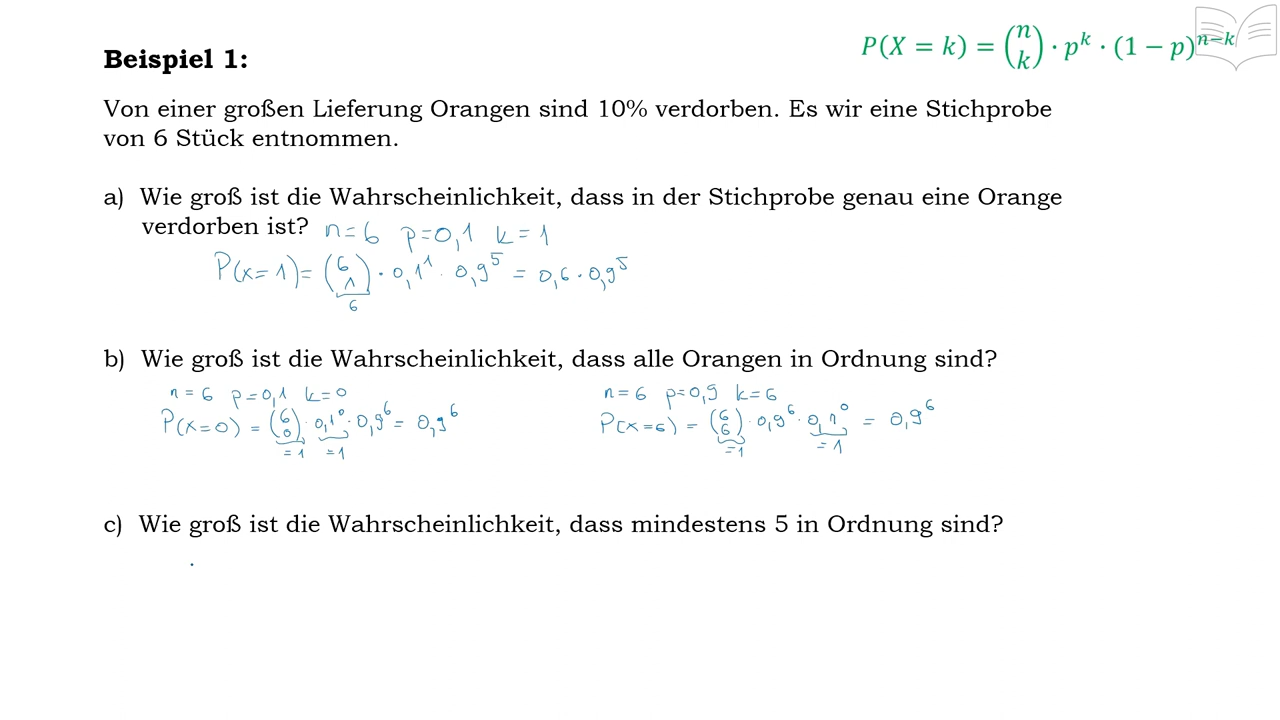 Beispiel 1:
P(X = k) = (n k) · p^k · (1 − p)^{n−k}
Von einer großen Lieferung Orangen sind 10% verdorben. Es wir eine Stichprobe
von 6 Stück entnommen.
a) Wie groß ist die Wahrscheinlichkeit, dass in der Stichprobe genau eine Orange
verdorben ist? n=6 p=0,1 k=1
P(x=1)=(6 1)·0,1^1·0,9^5=0,6·0,9^5
6
b) Wie groß ist die Wahrscheinlichkeit, dass alle Orangen in Ordnung sind?
n=6 p=0,1 k=0
P(x=0)=(6 0)·0,1^0·0,9^6=0,9^6
=1 =1
n=6 p=0,9 k=6
P(x=6)=(6 6)·0,9^6·0,1^0=0,9^6
=1 =1
c) Wie groß ist die Wahrscheinlichkeit, dass mindestens 5 in Ordnung sind?